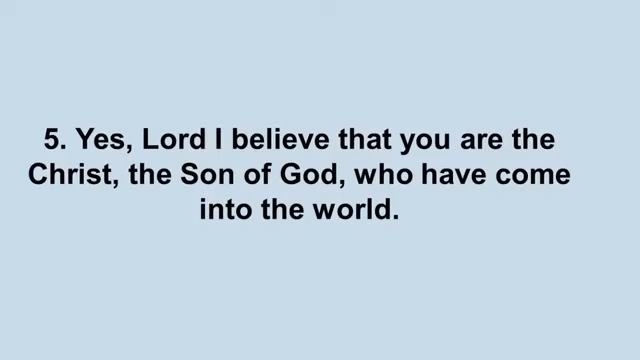 5. Yes, Lord I believe that you are the
Christ, the Son of God, who have come
into the world.